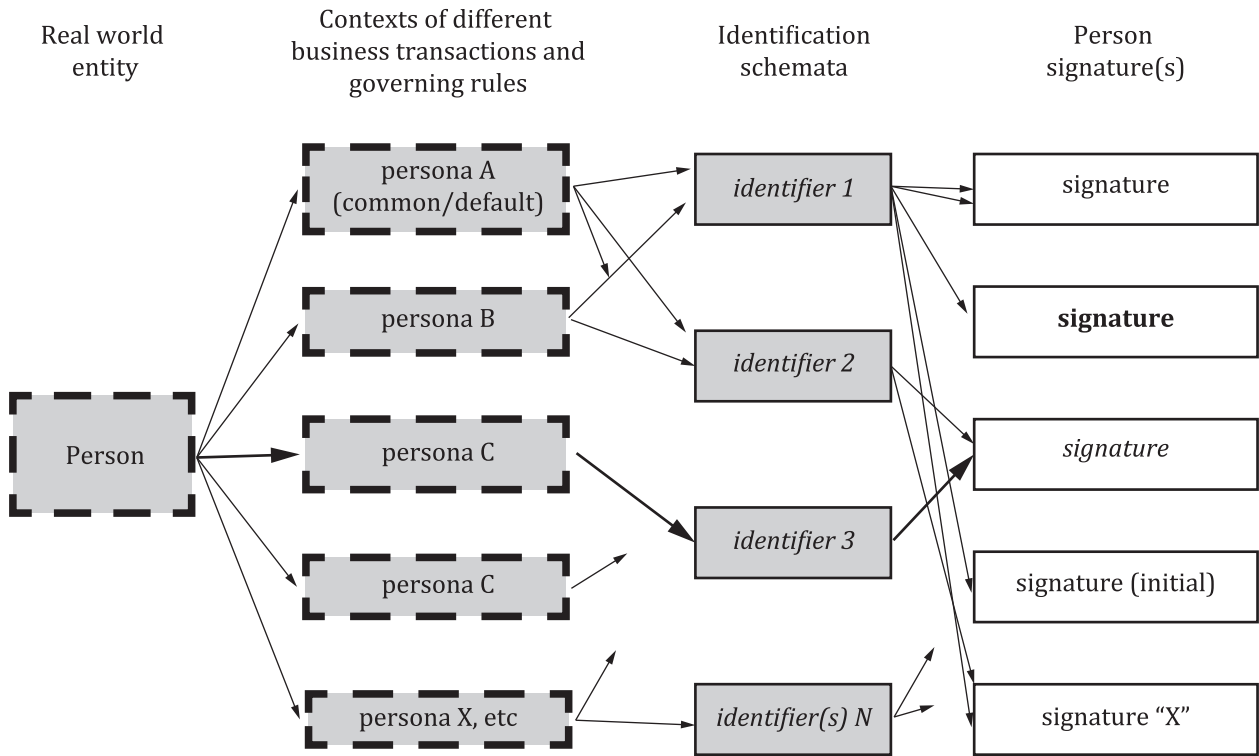 Real world
entity
Contexts of different
business transactions and
governing rules
Identification
schemata
Person
signature(s)
persona A
(common/default)
identifier 1
signature
persona B
signature
identifier 2
Person
persona C
signature
identifier 3
persona C
signature (initial)
persona X, etc
identifier(s) N
signature “X”